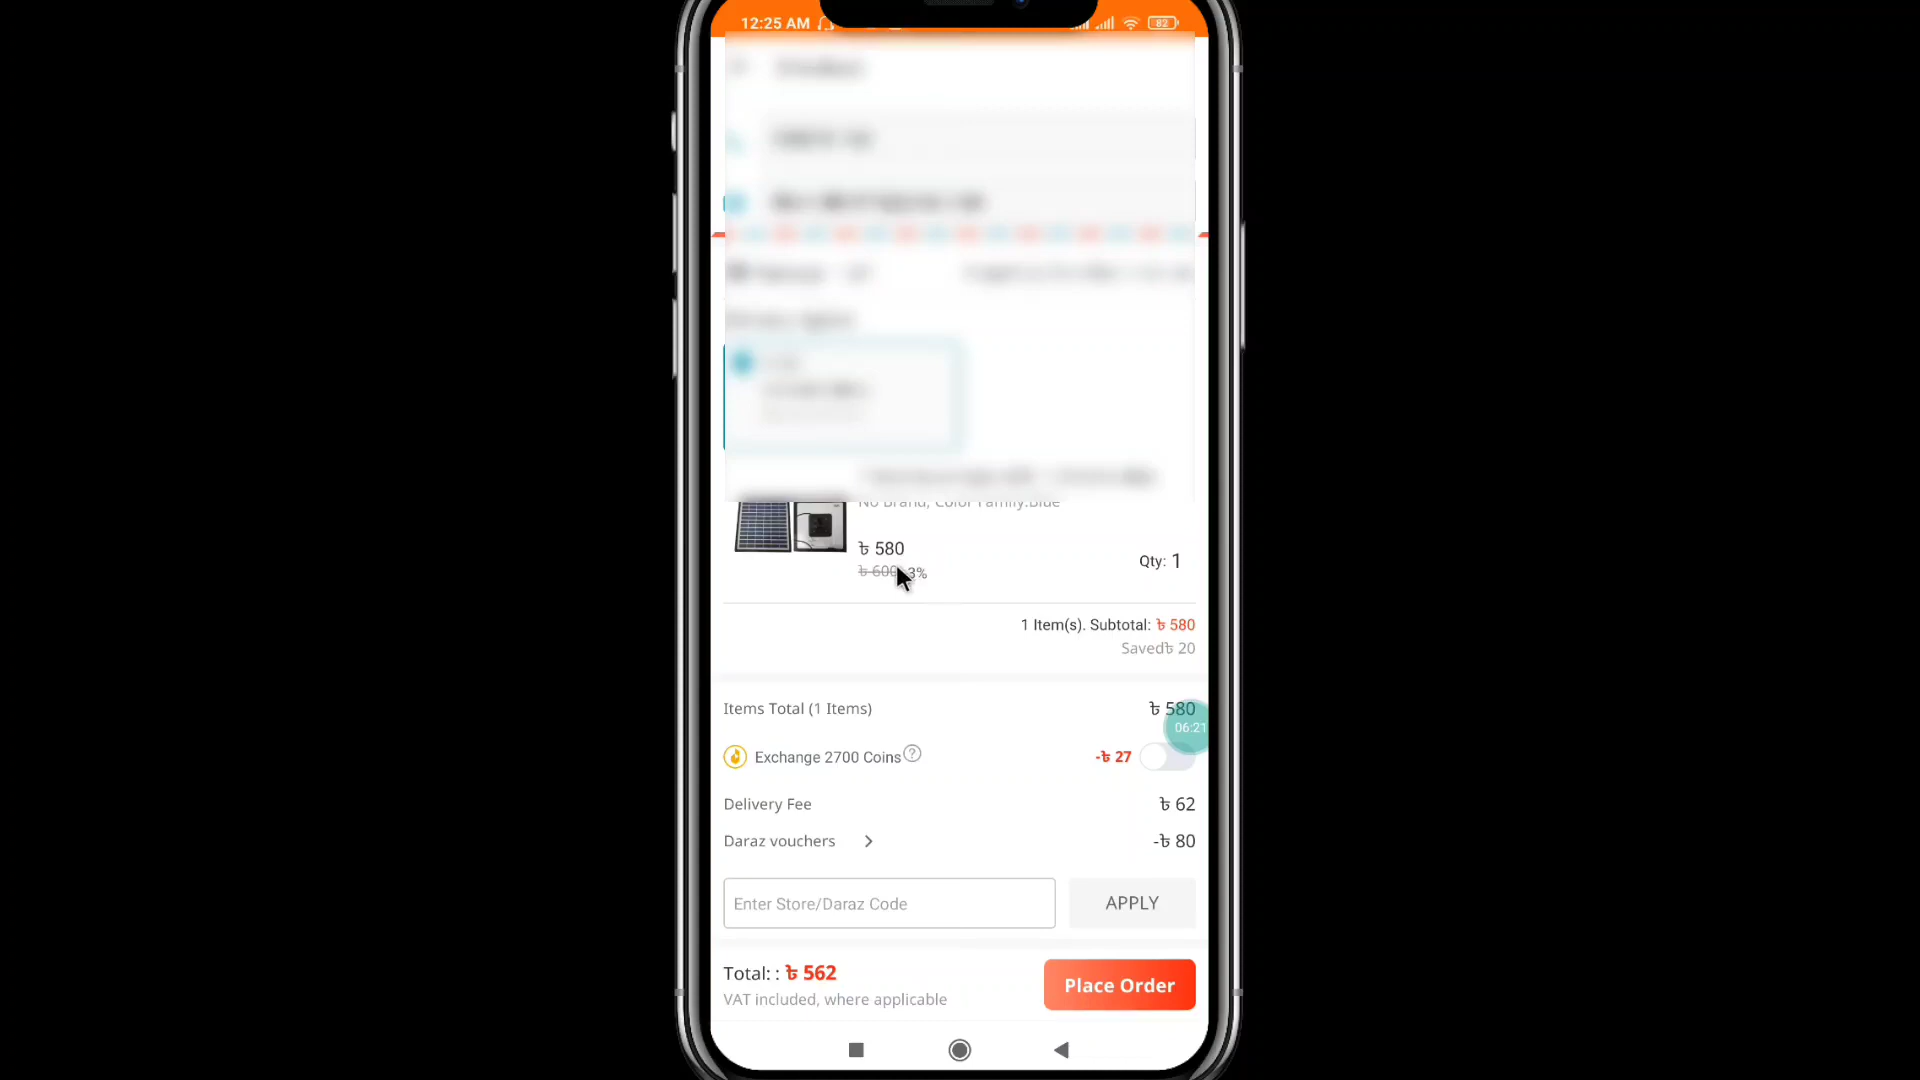 12:25 AM
82
No Brand, Color Family:Blue
৳ 580
৳ 600 -3%
Qty: 1
1 Item(s). Subtotal: ৳ 580
Saved৳ 20
Items Total (1 Items) ৳ 580
06:21
Exchange 2700 Coins -৳ 27
Delivery Fee ৳ 62
Daraz vouchers -৳ 80
Enter Store/Daraz Code APPLY
Total: : ৳ 562
VAT included, where applicable
Place Order